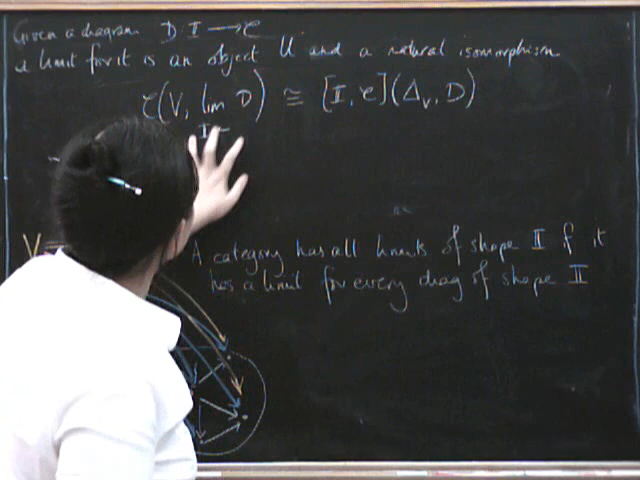 Given a diagram D I → C
a limit for it is an object U and a natural isomorphism
C(V, lim D) ≅ [I, C](Δ_V, D)
I
V
A category has all limits of shape I if it
has a limit for every diag of shape I